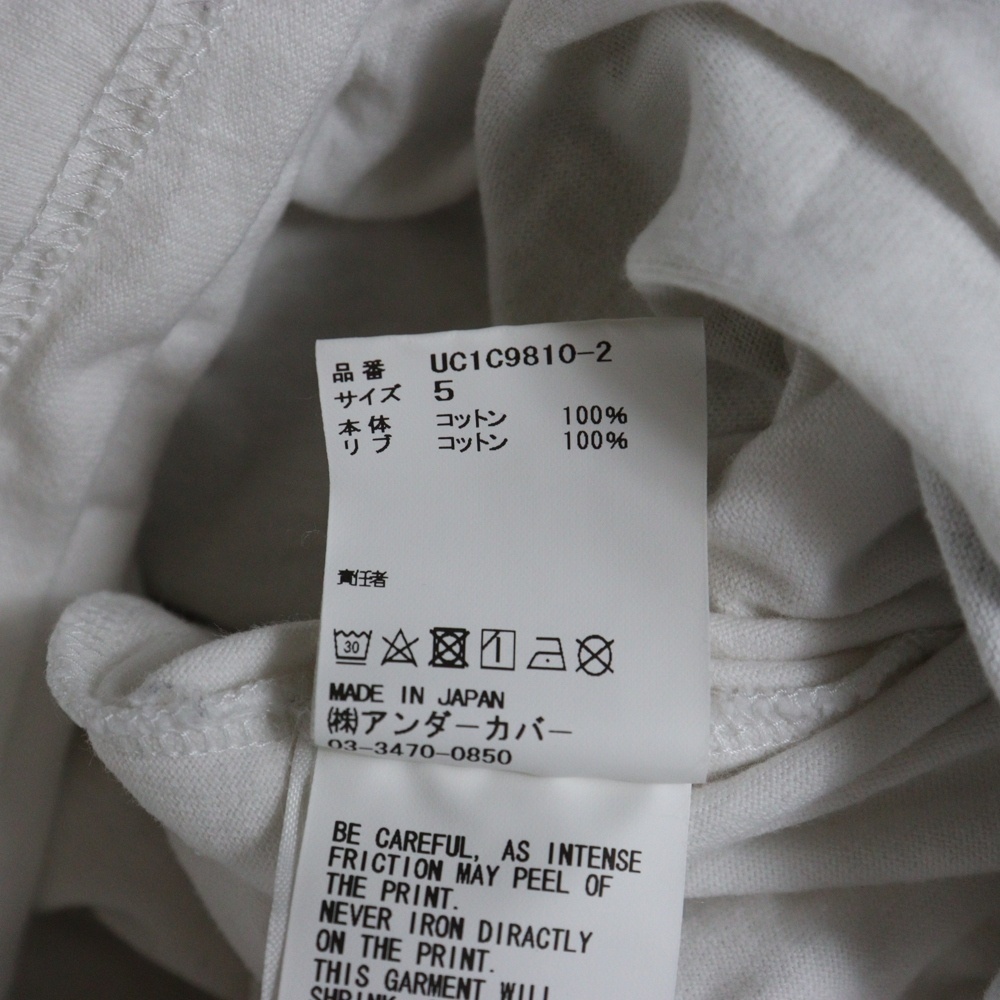 品番 UC1C9810-2
サイズ 5
本体 コットン 100%
リブ コットン 100%
責任者
30
MADE IN JAPAN
㈱アンダーカバー
03-3470-0850
BE CAREFUL, AS INTENSE
FRICTION MAY PEEL OF
THE PRINT.
NEVER IRON DIRACTLY
ON THE PRINT.
THIS GARMENT WILL
SHRINK